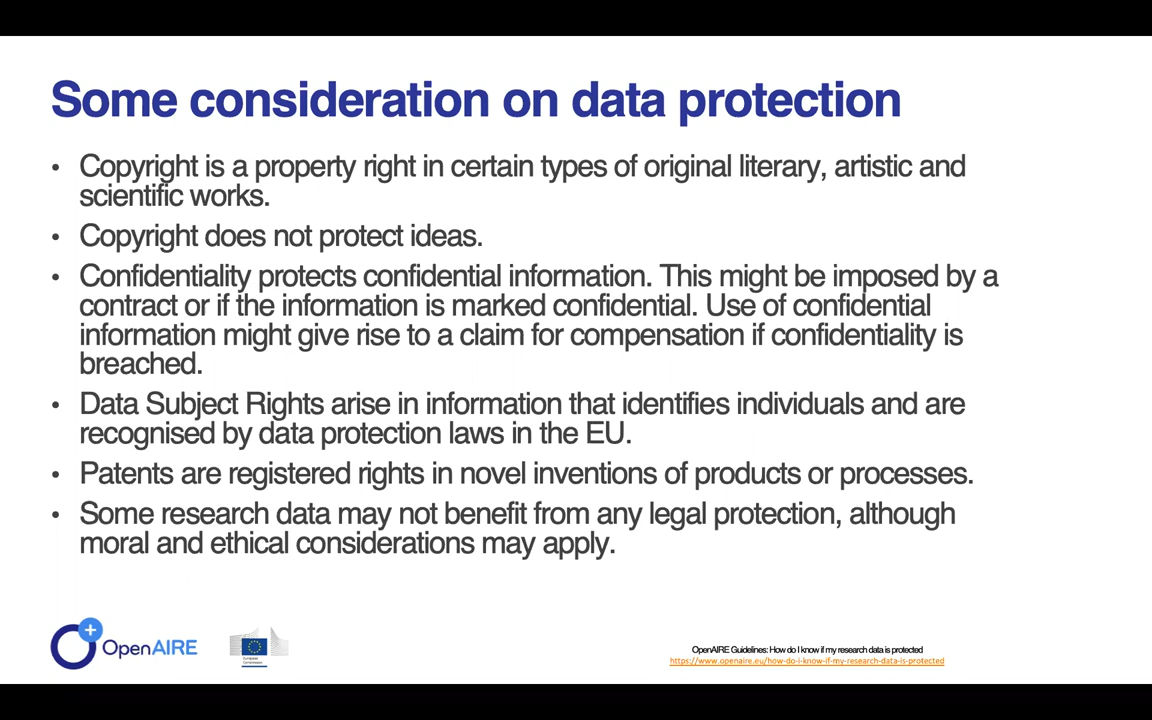 Some consideration on data protection
• Copyright is a property right in certain types of original literary, artistic and
scientific works.
• Copyright does not protect ideas.
• Confidentiality protects confidential information. This might be imposed by a
contract or if the information is marked confidential. Use of confidential
information might give rise to a claim for compensation if confidentiality is
breached.
• Data Subject Rights arise in information that identifies individuals and are
recognised by data protection laws in the EU.
• Patents are registered rights in novel inventions of products or processes.
• Some research data may not benefit from any legal protection, although
moral and ethical considerations may apply.
OpenAIRE
European
Commission
OpenAIRE Guidelines: How do I know if my research data is protected
https://www.openaire.eu/how-do-i-know-if-my-research-data-is-protected